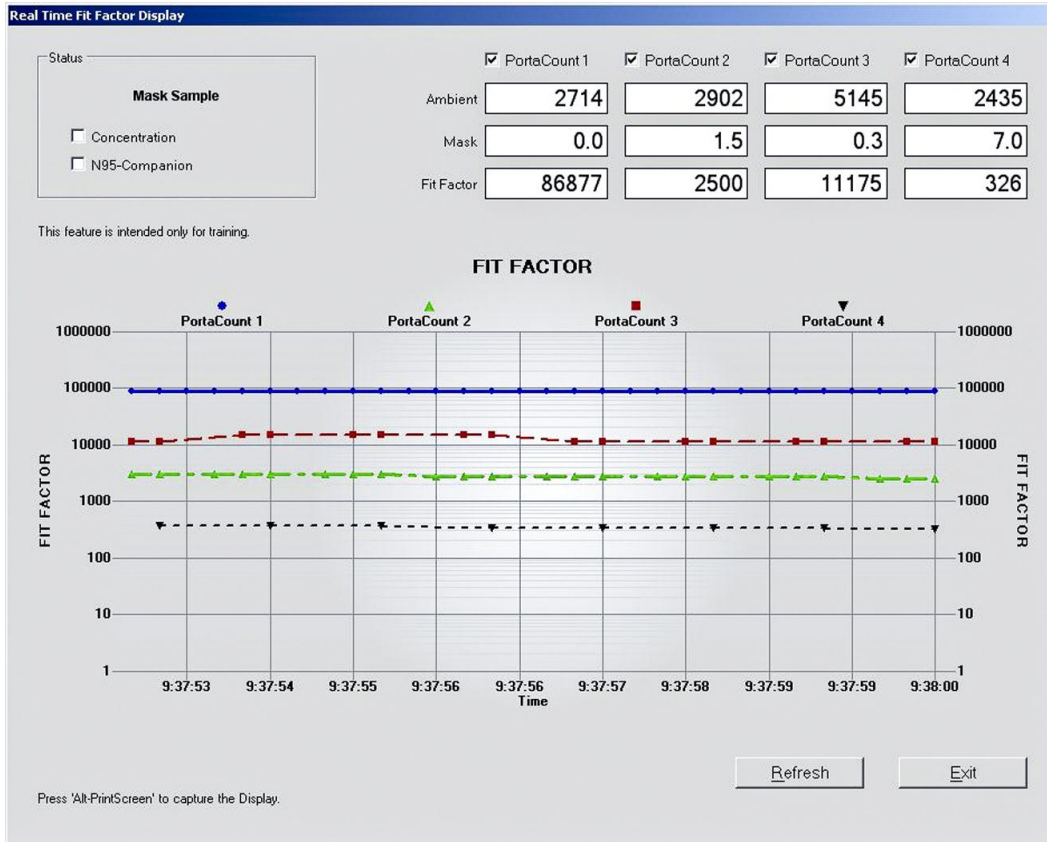 Real Time Fit Factor Display
Status
Mask Sample
Concentration
N95-Companion
PortaCount 1 PortaCount 2 PortaCount 3 PortaCount 4
Ambient 2714 2902 5145 2435
Mask 0.0 1.5 0.3 7.0
Fit Factor 86877 2500 11175 326
This feature is intended only for training.
FIT FACTOR
PortaCount 1 PortaCount 2 PortaCount 3 PortaCount 4
1000000 1000000
100000 100000
10000 10000
1000 1000
100 100
10 10
1 1
FIT FACTOR
FIT FACTOR
9:37:53 9:37:54 9:37:55 9:37:56 9:37:56 9:37:57 9:37:58 9:37:59 9:37:59 9:38:00
Time
Refresh Exit
Press 'Alt-PrintScreen' to capture the Display.